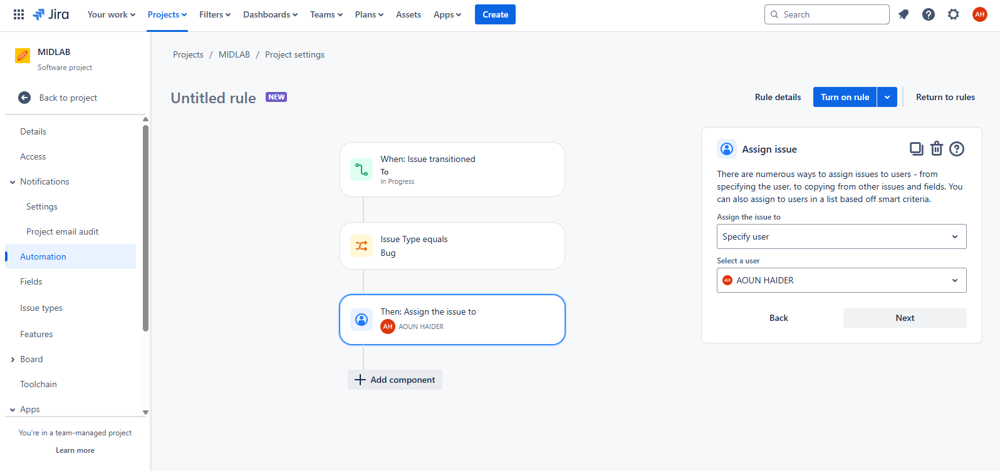 Jira Your work Projects Filters Dashboards Teams Plans Assets Apps Create Search AH
MIDLAB
Software project
Back to project
Details
Access
Notifications
Settings
Project email audit
Automation
Fields
Issue types
Features
Board
Toolchain
Apps
You're in a team-managed project
Learn more
Projects / MIDLAB / Project settings
Untitled rule NEW
Rule details Turn on rule Return to rules
When: Issue transitioned
To
In Progress
Issue Type equals
Bug
Then: Assign the issue to
AH AOUN HAIDER
Add component
Assign issue
There are numerous ways to assign issues to users - from
specifying the user, to copying from other issues and fields. You
can also assign to users in a list based off smart criteria.
Assign the issue to
Specify user
Select a user
AH AOUN HAIDER
Back Next